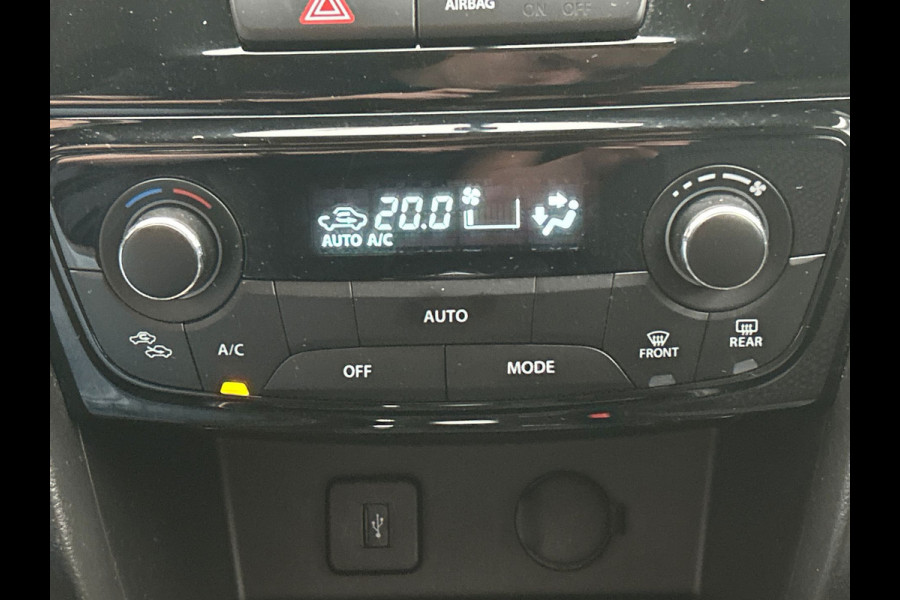 AIRBAG ON OFF
20.0
AUTO A/C
AUTO
A/C
FRONT
REAR
OFF
MODE